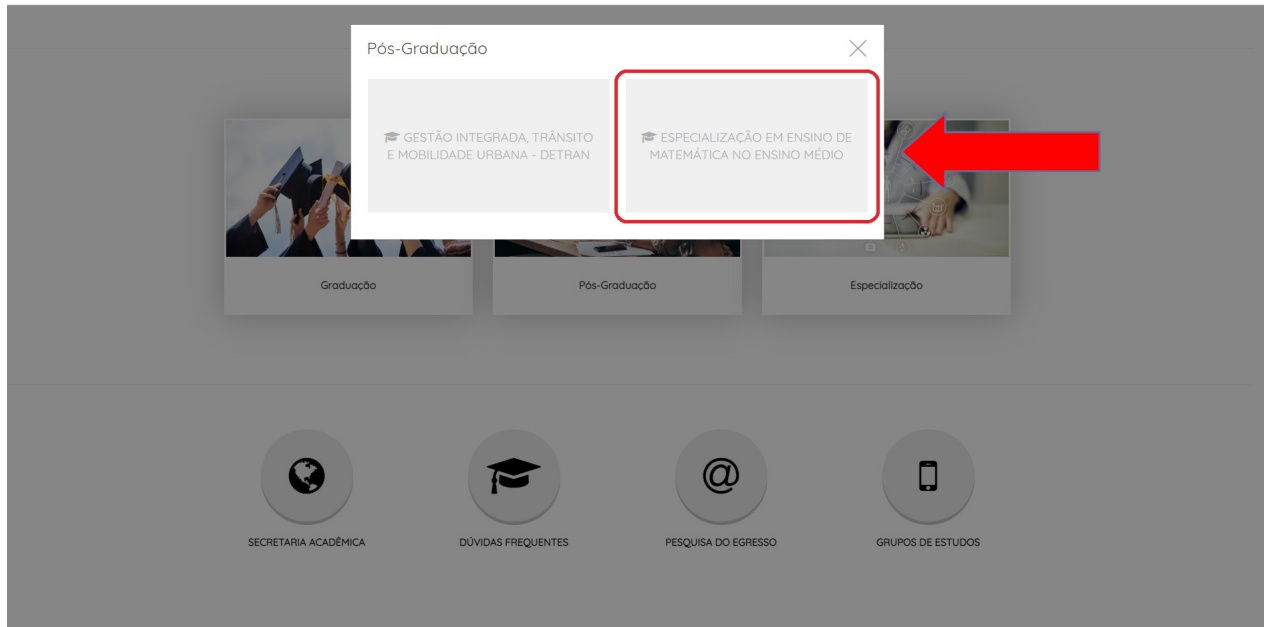 Pós-Graduação
GESTÃO INTEGRADA, TRÂNSITO
E MOBILIDADE URBANA - DETRAN
ESPECIALIZAÇÃO EM ENSINO DE
MATEMÁTICA NO ENSINO MÉDIO
Graduação
Pós-Graduação
Especialização
SECRETARIA ACADÊMICA
DÚVIDAS FREQUENTES
PESQUISA DO EGRESSO
GRUPOS DE ESTUDOS